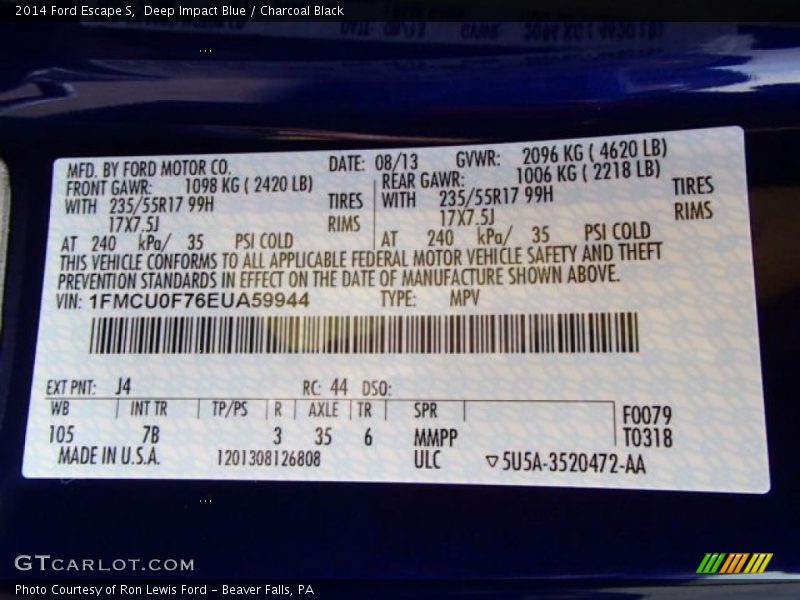 2014 Ford Escape S,  Deep Impact Blue / Charcoal Black
MFD. BY FORD MOTOR CO. DATE: 08/13 GVWR: 2096 KG ( 4620 LB)
FRONT GAWR: 1098 KG ( 2420 LB) REAR GAWR: 1006 KG ( 2218 LB)
WITH 235/55R17 99H TIRES WITH 235/55R17 99H TIRES
17X7.5J RIMS 17X7.5J RIMS
AT 240 kPa/ 35 PSI COLD AT 240 kPa/ 35 PSI COLD
THIS VEHICLE CONFORMS TO ALL APPLICABLE FEDERAL MOTOR VEHICLE SAFETY AND THEFT
PREVENTION STANDARDS IN EFFECT ON THE DATE OF MANUFACTURE SHOWN ABOVE.
VIN: 1FMCU0F76EUA59944 TYPE: MPV
EXT PNT: J4 RC: 44 DSO:
WB INT TR TP/PS R AXLE TR SPR F0079
105 7B 3 35 6 MMPP T0318
MADE IN U.S.A. 1201308126808 ULC ▽5U5A-3520472-AA
GTCARLOT.COM
Photo Courtesy of Ron Lewis Ford - Beaver Falls, PA